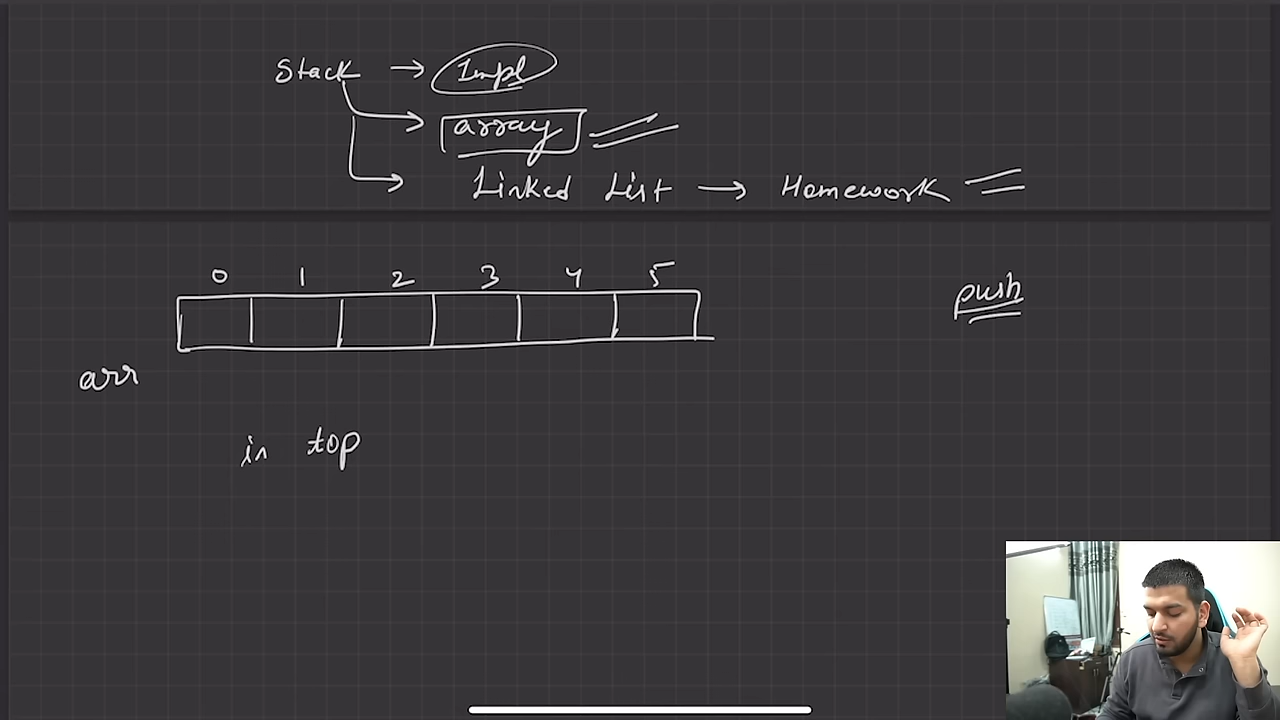 Stack → Impl
array
Linked List → Homework
0 1 2 3 4 5
push
arr
in top